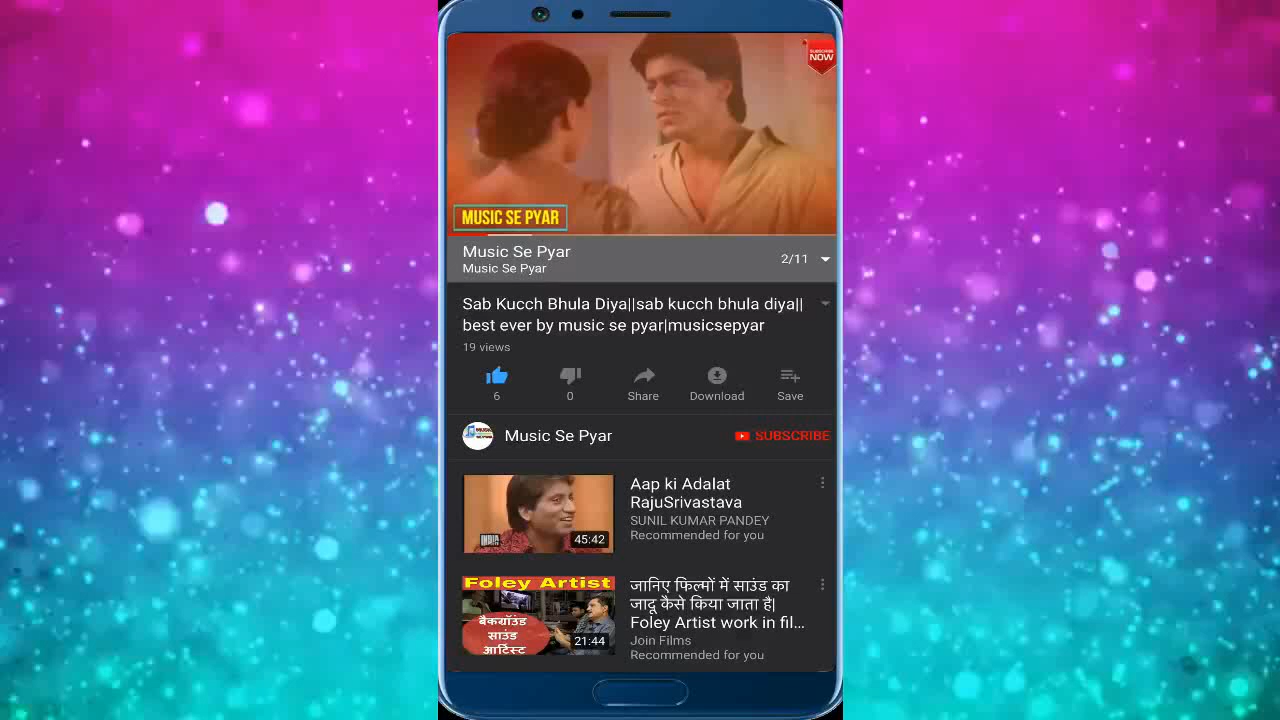 SUBSCRIBE
NOW
MUSIC SE PYAR
Music Se Pyar
Music Se Pyar
2/11
Sab Kucch Bhula Diya||sab kucch bhula diya||
best ever by music se pyar|musicsepyar
19 views
6
0
Share
Download
Save
Music Se Pyar
SUBSCRIBE
Aap ki Adalat
RajuSrivastava
SUNIL KUMAR PANDEY
Recommended for you
INDIA
45:42
Foley Artist
बैकग्रॉउंड
साउंड
आर्टिस्ट
21:44
जानिए फिल्मों में साउंड का
जादू कैसे किया जाता है|
Foley Artist work in fil...
Join Films
Recommended for you